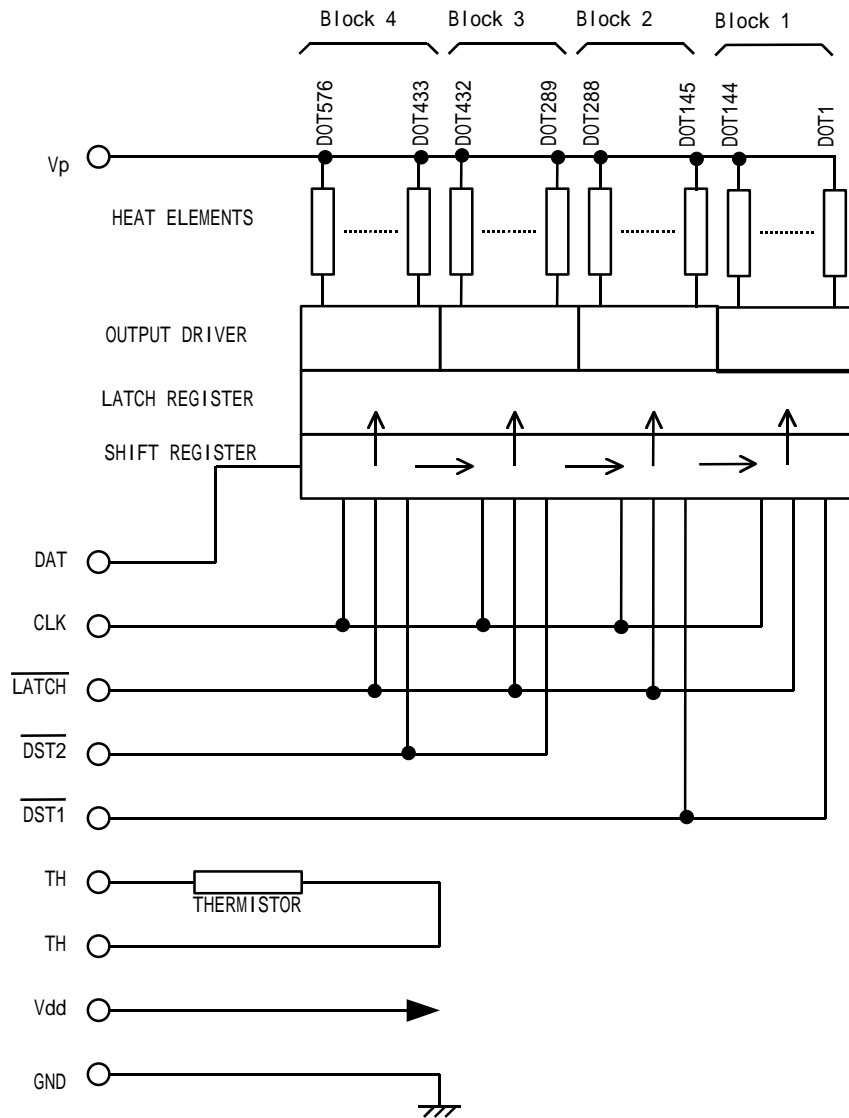 Block 4 Block 3 Block 2 Block 1
DOT576 DOT433 DOT432 DOT289 DOT288 DOT145 DOT144 DOT1
Vp
HEAT ELEMENTS
OUTPUT DRIVER
LATCH REGISTER
SHIFT REGISTER
DAT
CLK
LATCH
DST2
DST1
TH
THERMISTOR
TH
Vdd
GND